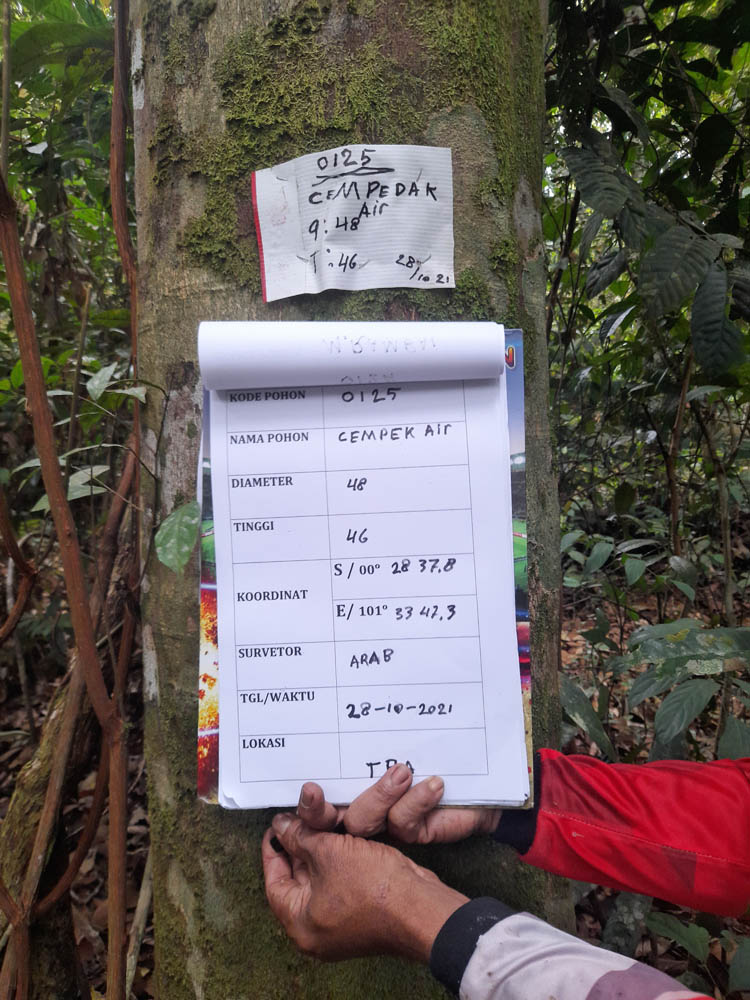 0125
CEMPEDAK
Air
9: 48
T: 46 28/10 21
KODE POHON 0125
NAMA POHON CEMPEK Air
DIAMETER 48
TINGGI 46
KOORDINAT
S / 00° 28 37,8
E/ 101° 33 47,3
SURVETOR ARAB
TGL/WAKTU 28-10-2021
LOKASI TBA